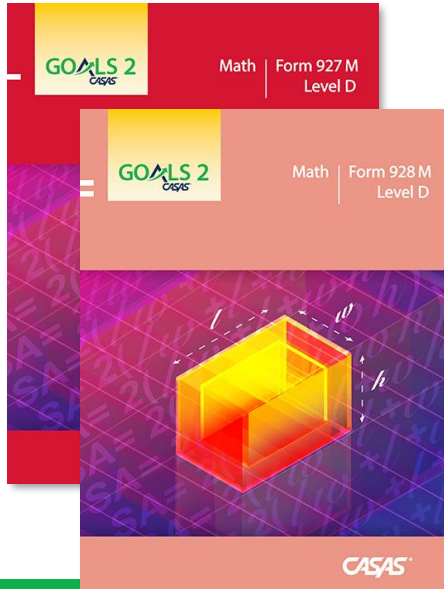 GOALS 2
CASAS
Math | Form 927 M
Level D
GOALS 2
CASAS
Math | Form 928 M
Level D
l
w
h
CASAS